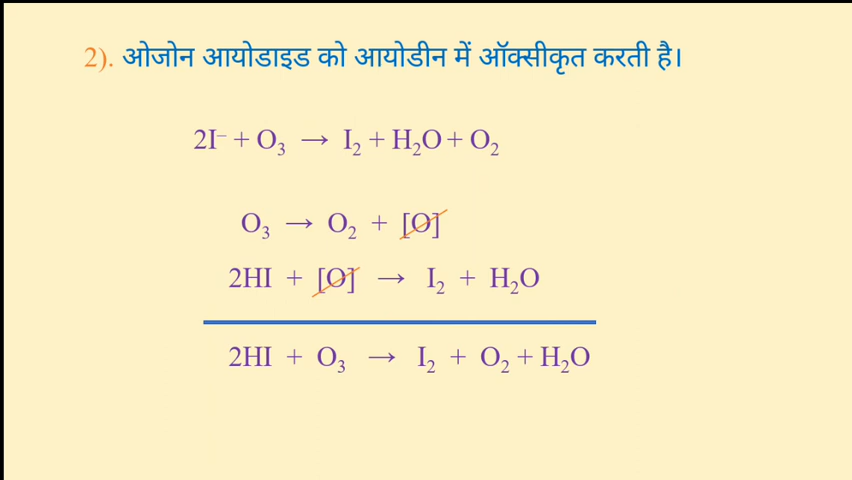 2). ओजोन आयोडाइड को आयोडीन में ऑक्सीकृत करती है।
2I⁻ + O₃ → I₂ + H₂O + O₂
O₃ → O₂ + [O]
2HI + [O] → I₂ + H₂O
2HI + O₃ → I₂ + O₂ + H₂O